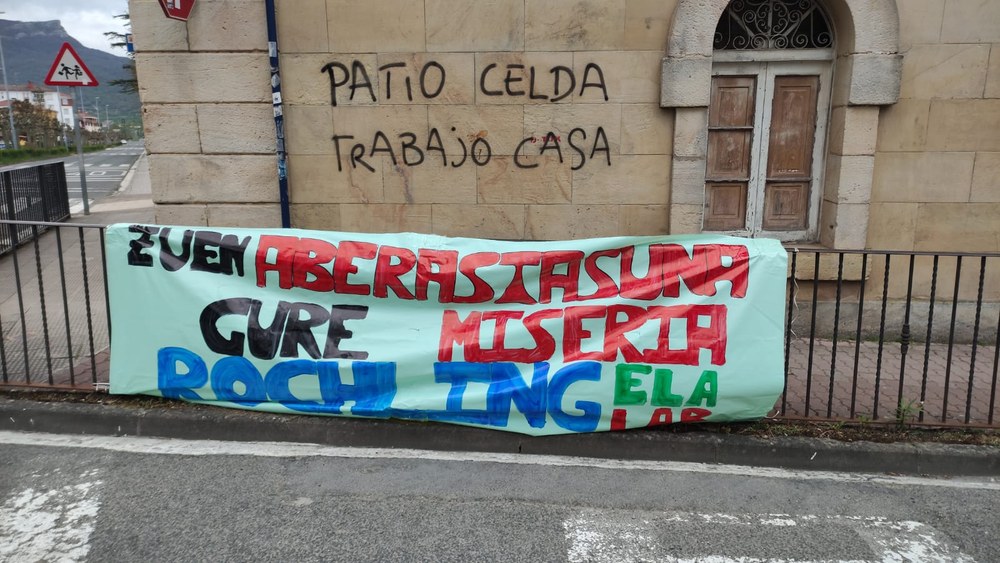 PATIO CELDA
TRABAJO CASA
ZUEN ABERASTASUNA
GURE MISERIA
ROCHLING ELA
LAB